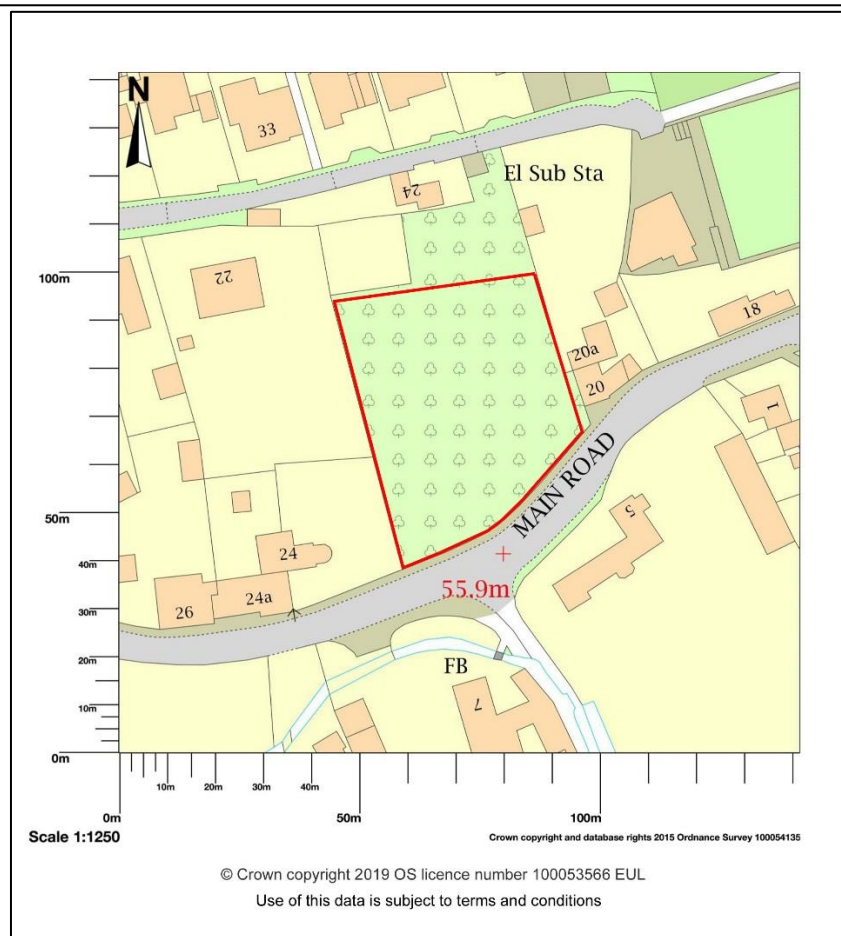 N
33
24
El Sub Sta
22
100m
18
20a
20
1
MAIN ROAD
5
50m
40m
24
55.9m
30m
26
24a
20m
FB
10m
7
0m
10m
20m
30m
40m
0m
50m
100m
Scale 1:1250
Crown copyright and database rights 2015 Ordnance Survey 100054135
© Crown copyright 2019 OS licence number 100053566 EUL
Use of this data is subject to terms and conditions